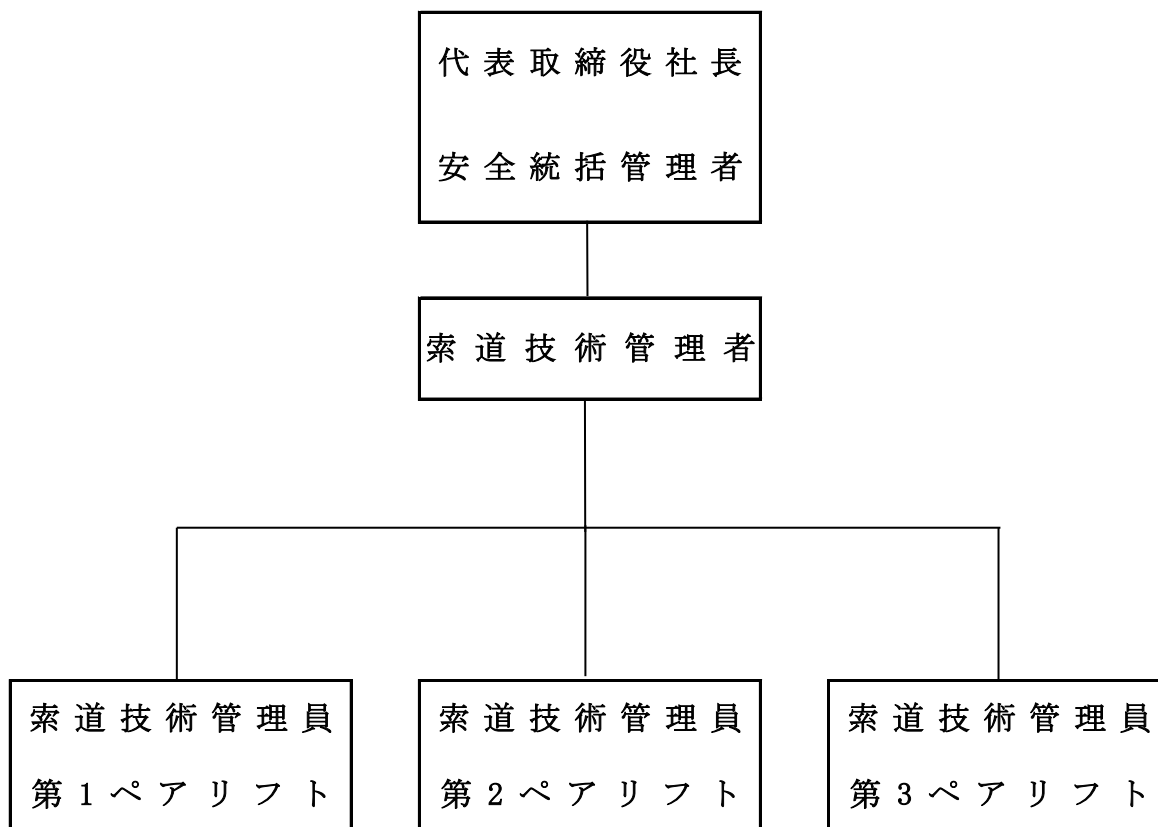 代表取締役社長
安全統括管理者
索道技術管理者
索道技術管理員
第1ペアリフト
索道技術管理員
第2ペアリフト
索道技術管理員
第3ペアリフト